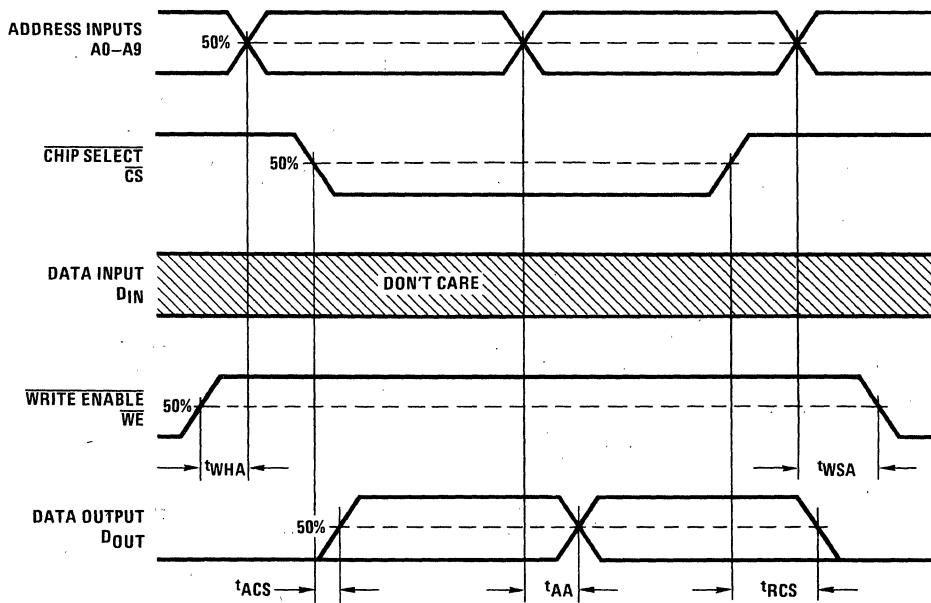 ADDRESS INPUTS
A0–A9
50%
CHIP SELECT
CS
50%
DATA INPUT
DIN
DON'T CARE
WRITE ENABLE
WE
50%
tWHA
tWSA
DATA OUTPUT
DOUT
50%
tACS
tAA
tRCS